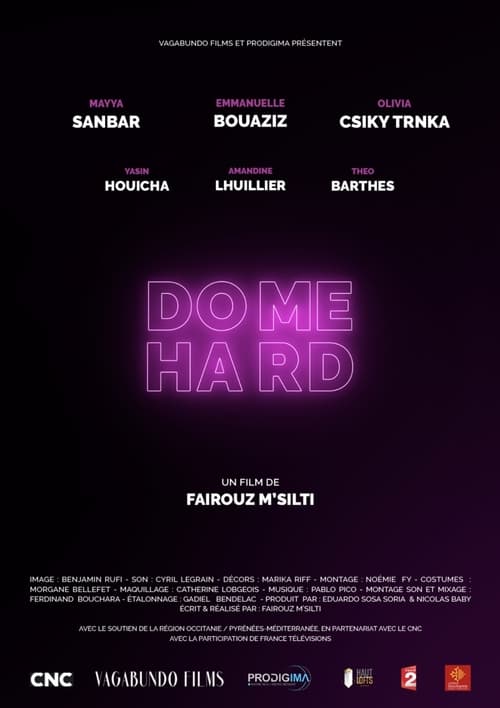 VAGABUNDO FILMS ET PRODIGIMA PRÉSENTENT
MAYYA EMMANUELLE OLIVIA
SANBAR BOUAZIZ CSIKY TRNKA
YASIN AMANDINE THEO
HOUICHA LHUILLIER BARTHES
DO ME
HARD
UN FILM DE
FAIROUZ M'SILTI
IMAGE : BENJAMIN RUFI - SON : CYRIL LEGRAIN - DÉCORS : MARIKA RIFF - MONTAGE : NOÉMIE FY - COSTUMES :
MORGANE BELLEFET - MAQUILLAGE : CATHERINE LOBGEOIS - MUSIQUE : PABLO PICO - MONTAGE SON ET MIXAGE :
FERDINAND BOUCHARA - ÉTALONNAGE : GADIEL BENDELAC - PRODUIT PAR : EDUARDO SOSA SORIA & NICOLAS BABY
ÉCRIT & RÉALISÉ PAR : FAIROUZ M'SILTI
AVEC LE SOUTIEN DE LA RÉGION OCCITANIE / PYRÉNÉES-MÉDITERRANÉE, EN PARTENARIAT AVEC LE CNC
AVEC LA PARTICIPATION DE FRANCE TÉLÉVISIONS
CNC VAGABUNDO FILMS PRODIGIMA HAUT LOFTS 2